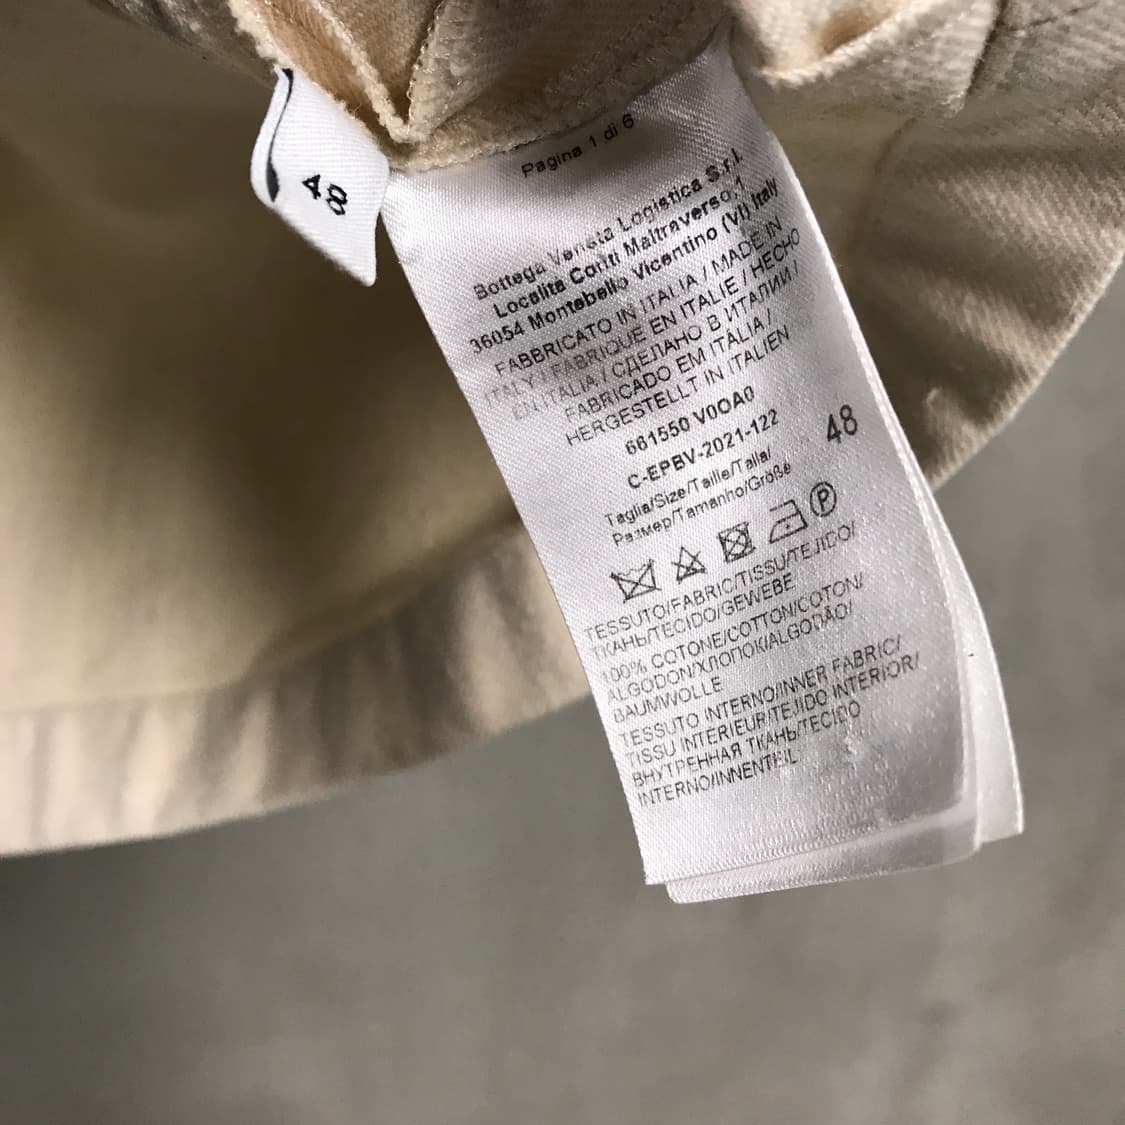 48
Pagina 1 di 6
Bottega Veneta Logistica S.r.l.
Localita Conti Maltraverso,1
36054 Montebello Vicentino (VI) Italy
FABBRICATO IN ITALIA / MADE IN
ITALY / FABRIQUE EN ITALIE / HECHO
EN ITALIA / СДЕЛАНО В ИТАЛИИ /
FABRICADO EM ITÀLIA /
HERGESTELLT IN ITALIEN
661550 V0OA0
C-EPBV-2021-122
Taglia/Size/Taille/Talla/
Размер/Tamanho/Größe
48
P
TESSUTO/FABRIC/TISSU/TEJIDO/
ТКАНЬ/TECIDO/GEWEBE
100% COTONE/COTTON/COTON/
ALGODON/ХЛОПОК/ALGODÃO/
BAUMWOLLE
TESSUTO INTERNO/INNER FABRIC/
TISSU INTERIEUR/TEJIDO INTERIOR/
ВНУТРЕННАЯ ТКАНЬ/TECIDO
INTERNO/INNENTEIL